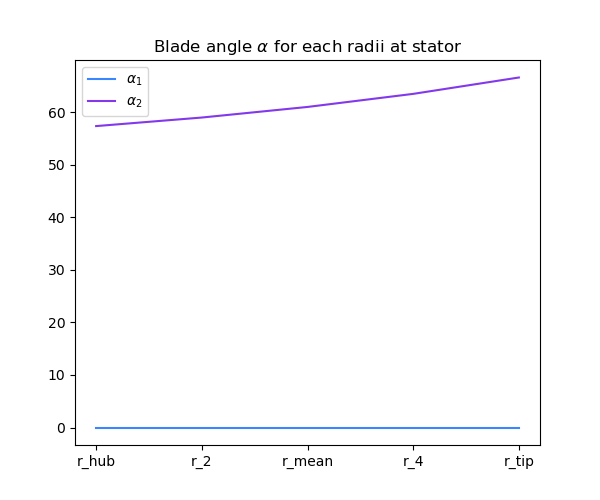 Blade angle α for each radii at stator
α₁
α₂
60
50
40
30
20
10
0
r_hub r_2 r_mean r_4 r_tip